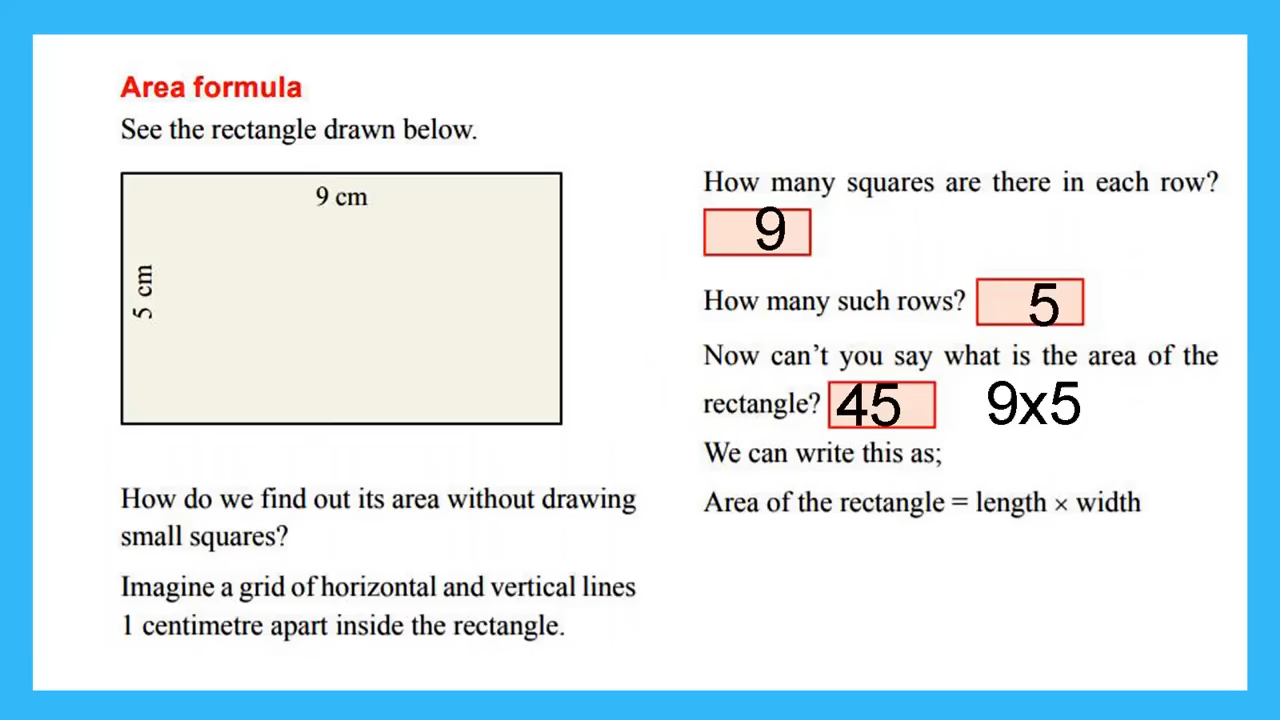 Area formula
See the rectangle drawn below.
9 cm
5 cm
How do we find out its area without drawing
small squares?
Imagine a grid of horizontal and vertical lines
1 centimetre apart inside the rectangle.
How many squares are there in each row?
9
How many such rows? 5
Now can't you say what is the area of the
rectangle? 45 9x5
We can write this as;
Area of the rectangle = length × width